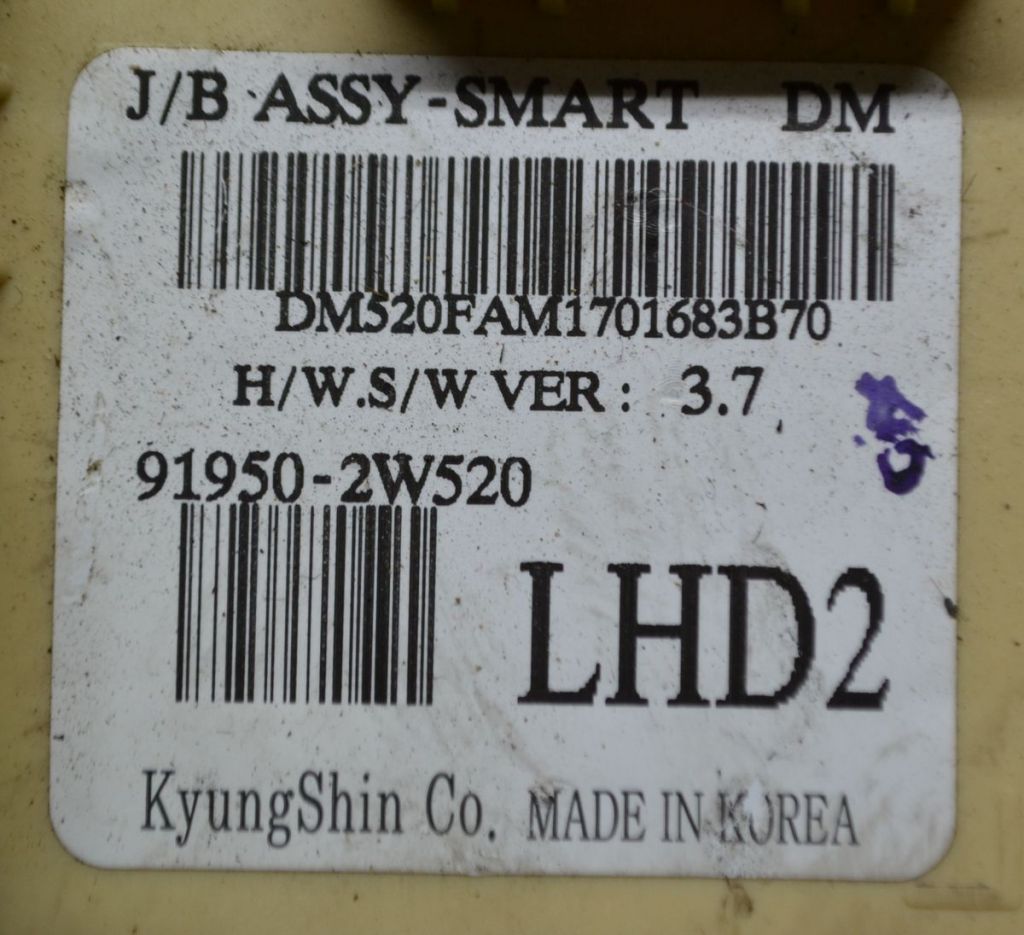 J/B ASSY-SMART DM
DM520FAM1701683B70
H/W.S/W VER : 3.7
91950-2W520
LHD2
KyungShin Co. MADE IN KOREA